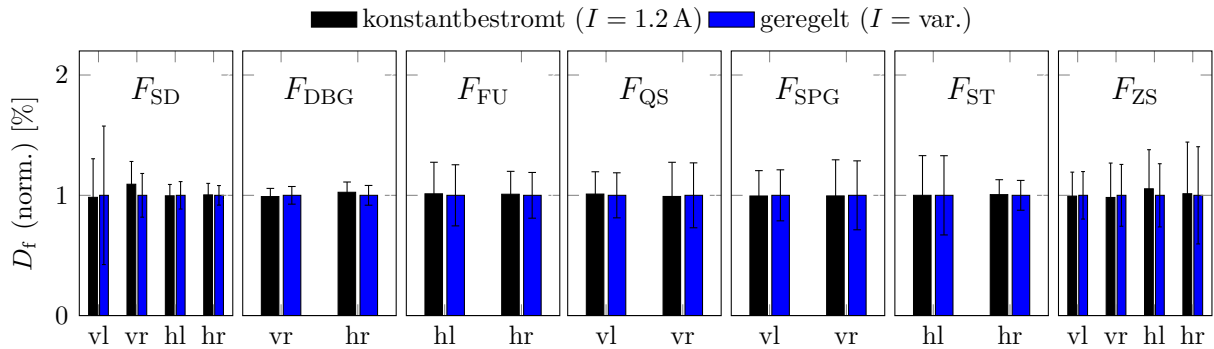 konstantbestromt (I = 1.2 A) geregelt (I = var.)
F_SD F_DBG F_FU F_QS F_SPG F_ST F_ZS
D_f (norm.) [%]
2
1
0
vl vr hl hr vr hr hl hr vl vr vl vr hl hr vl vr hl hr